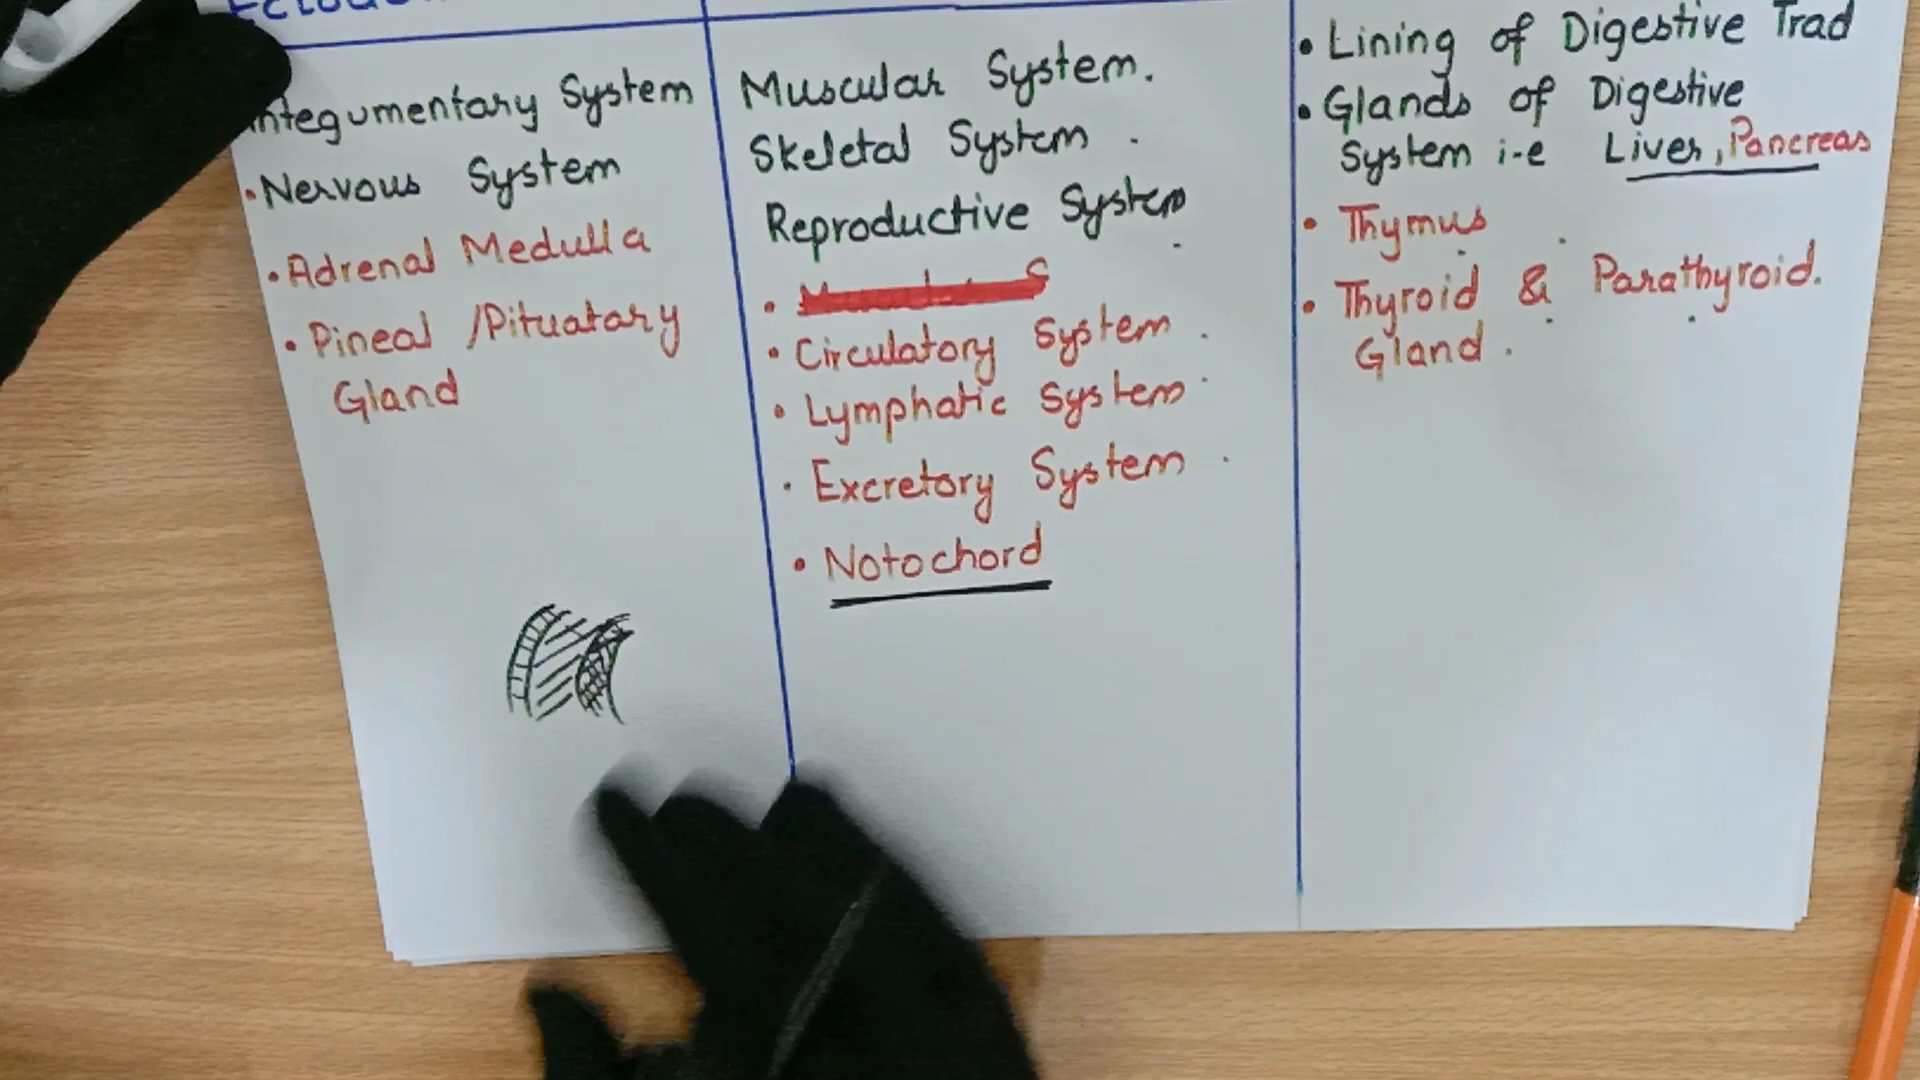 Integumentary System
• Nervous System
• Adrenal Medulla
• Pineal /Pituatary
Gland
Muscular System.
Skeletal System.
Reproductive System
• Circulatory System.
• Lymphatic System
• Excretory System.
• Notochord
• Lining of Digestive Trad
• Glands of Digestive
System i-e Liver, Pancreas
• Thymus
• Thyroid & Parathyroid.
Gland.